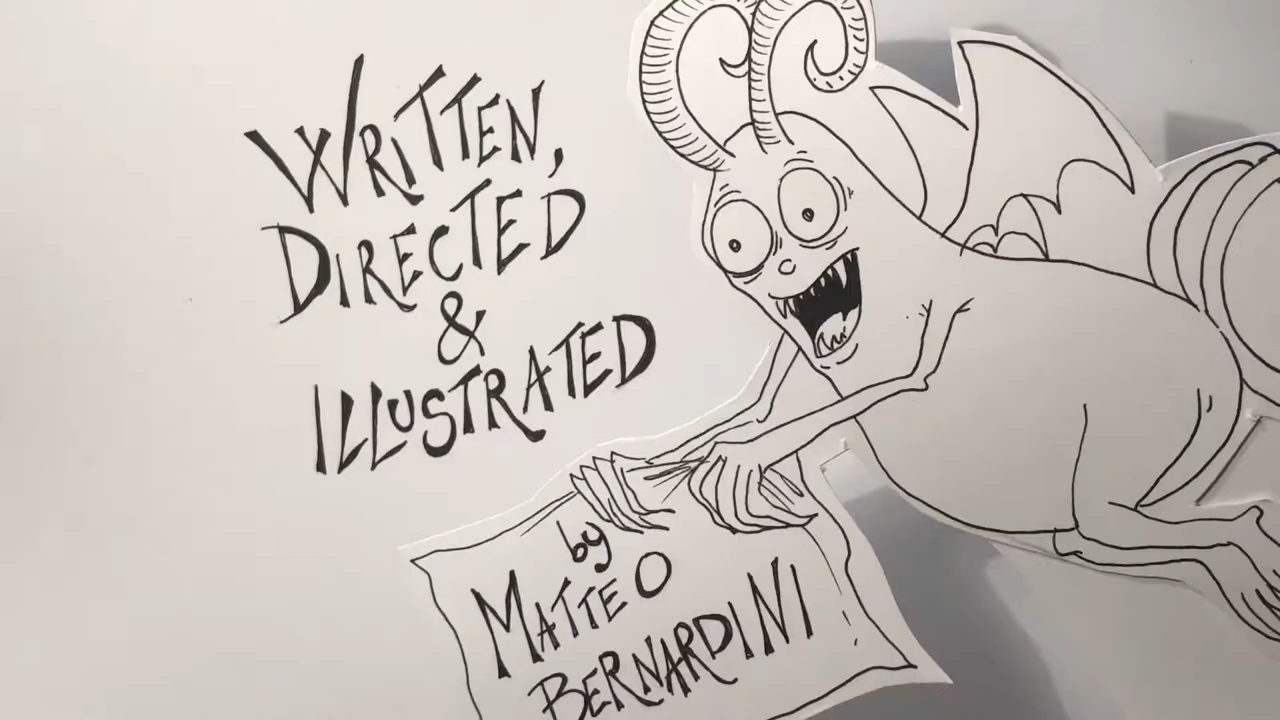 WRITTEN,
DIRECTED
&
ILLUSTRATED
by
MATTEO
BERNARDINI